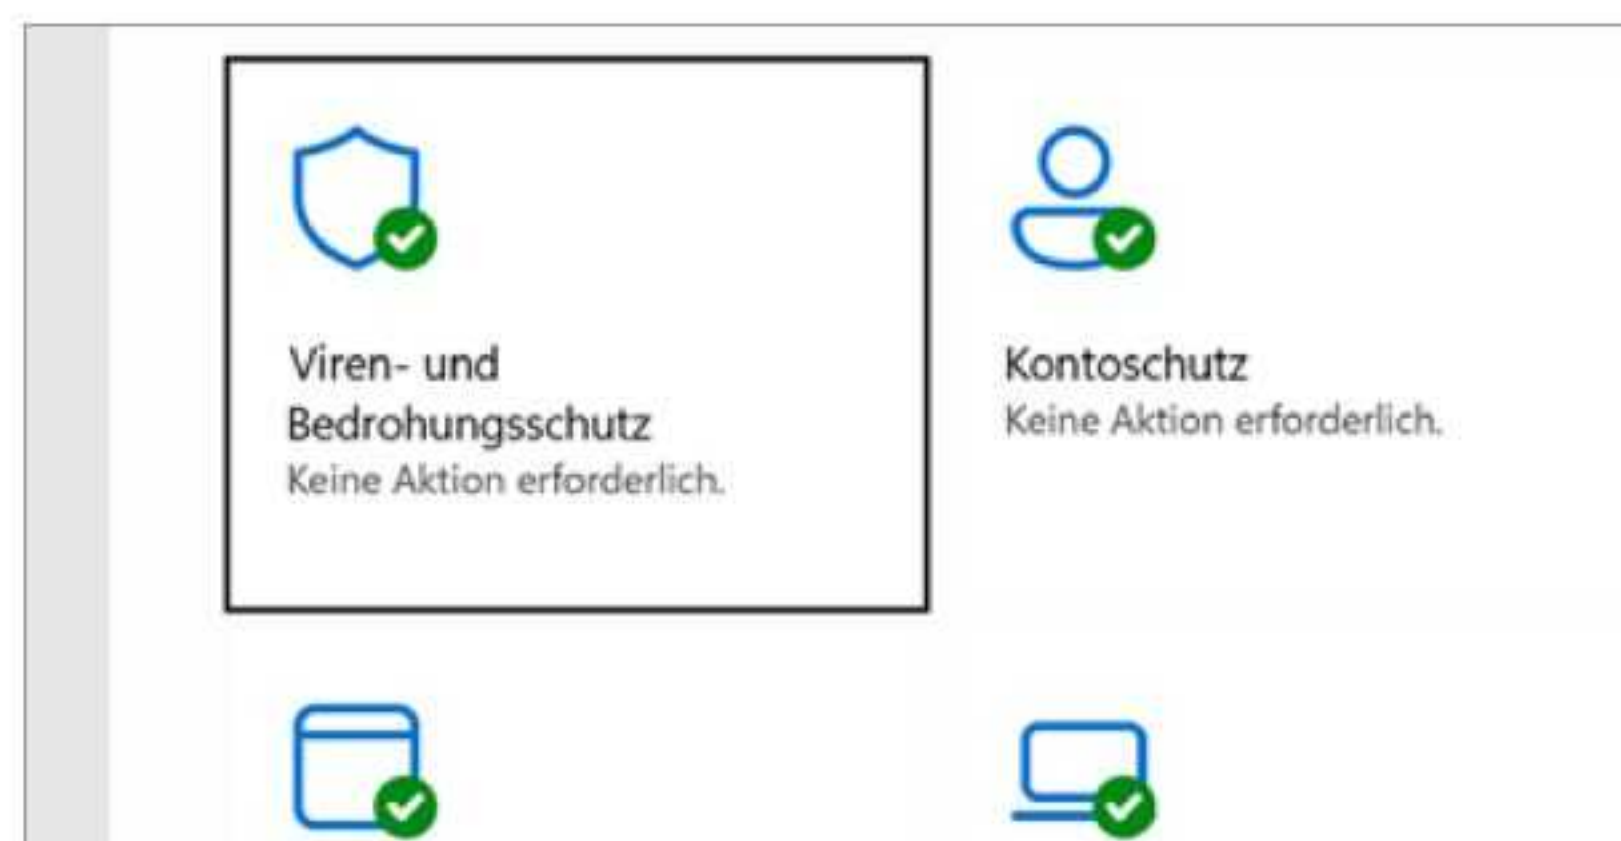 Viren- und
Bedrohungsschutz
Keine Aktion erforderlich.
Kontoschutz
Keine Aktion erforderlich.